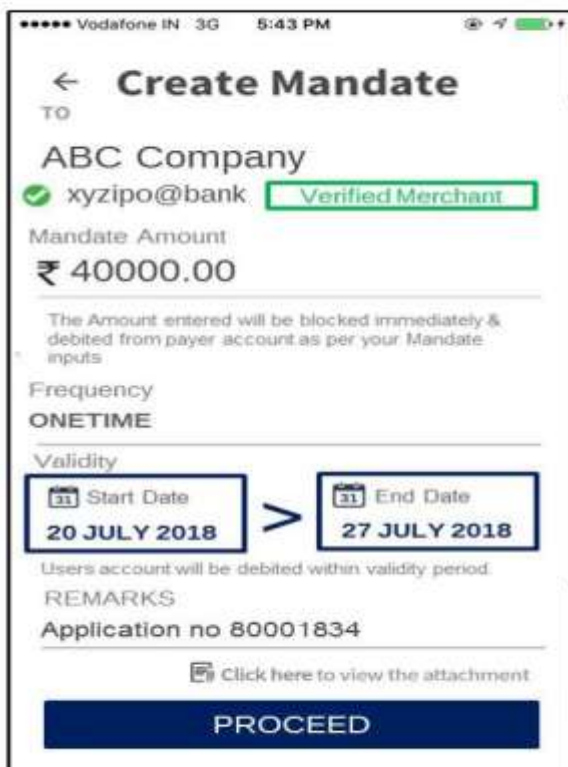 Vodafone IN 3G 5:43 PM
← Create Mandate
TO
ABC Company
xyzipo@bank Verified Merchant
Mandate Amount
₹ 40000.00
The Amount entered will be blocked immediately &
debited from payer account as per your Mandate
inputs
Frequency
ONETIME
Validity
31 Start Date > 31 End Date
20 JULY 2018 27 JULY 2018
Users account will be debited within validity period.
REMARKS
Application no 80001834
Click here to view the attachment
PROCEED